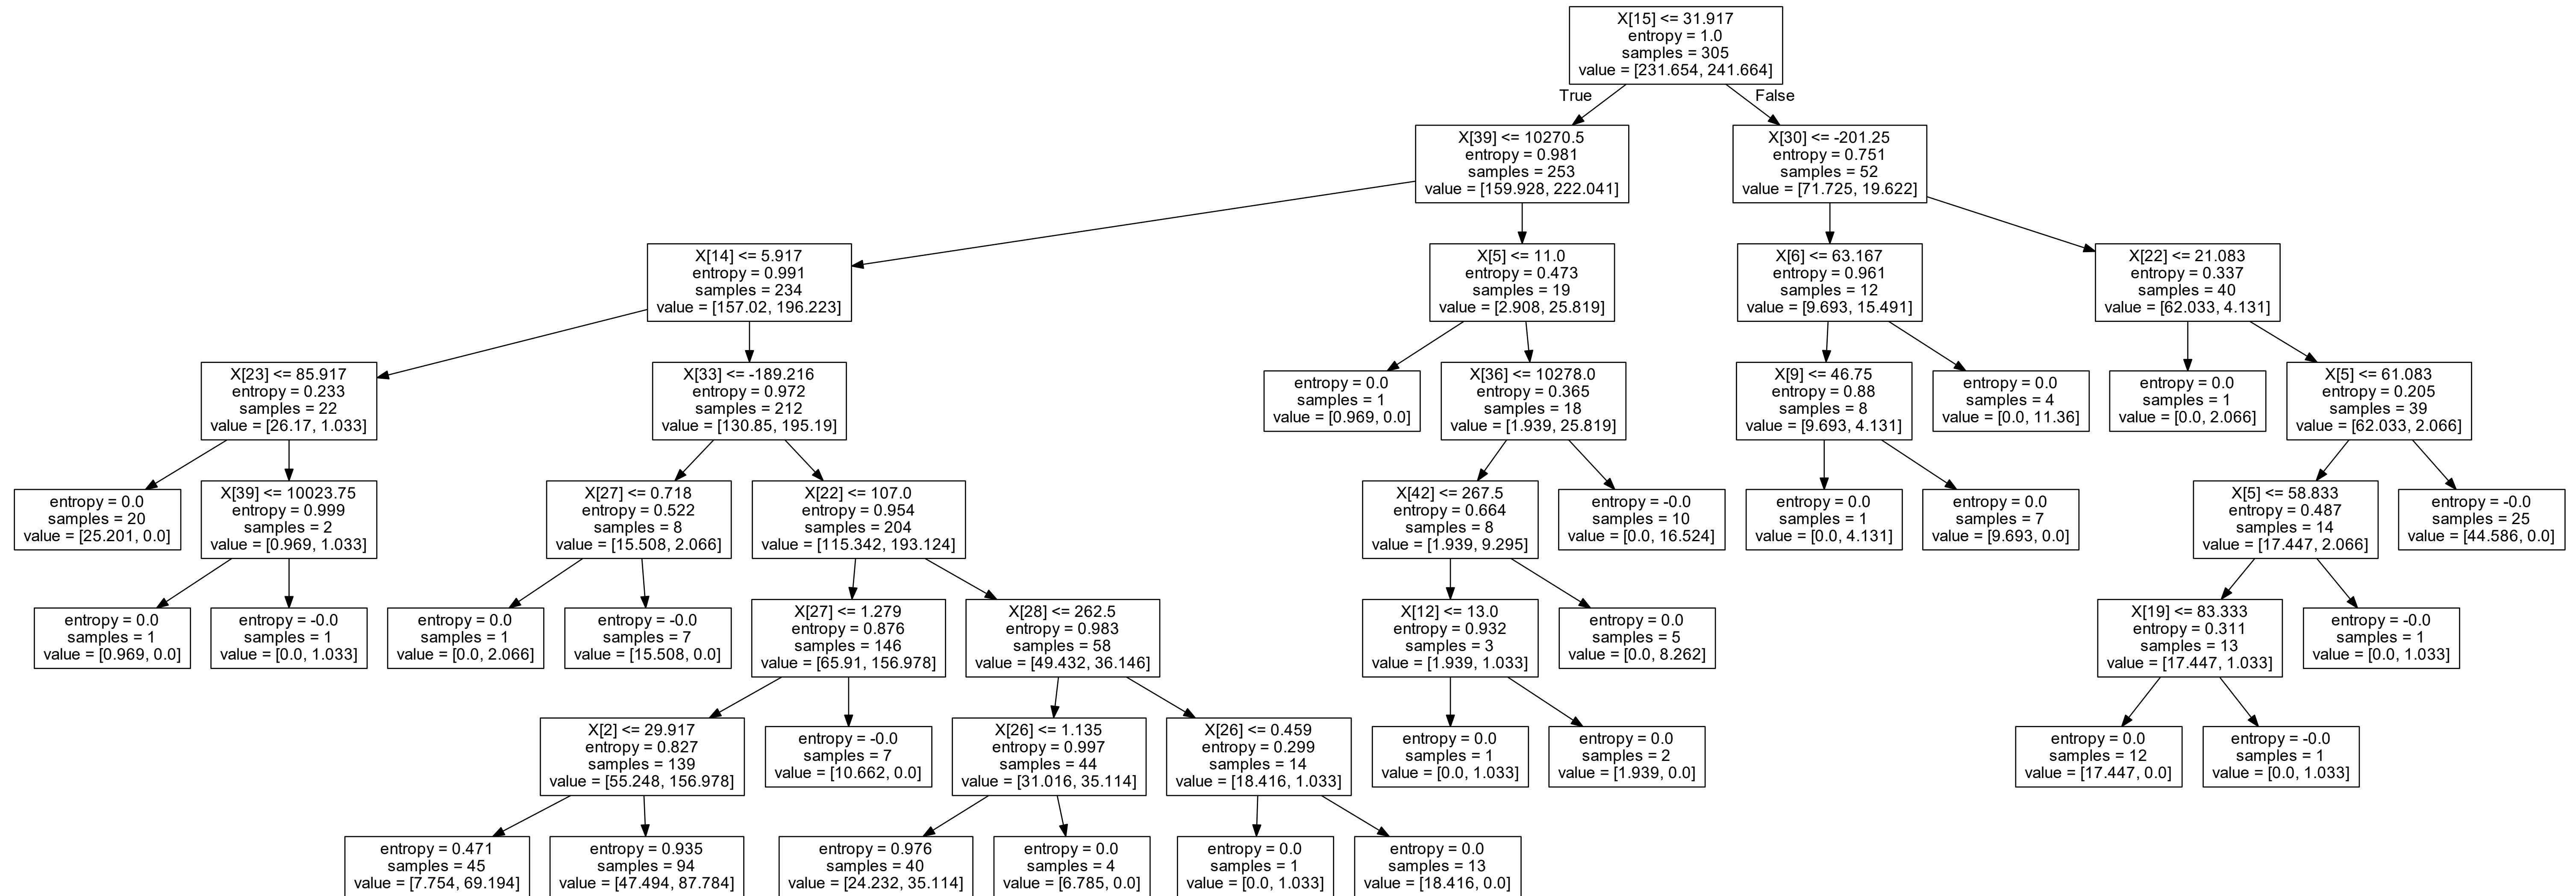 X[15] <= 31.917
entropy = 1.0
samples = 305
value = [231.654, 241.664]
True
False
X[39] <= 10270.5
entropy = 0.981
samples = 253
value = [159.928, 222.041]
X[30] <= -201.25
entropy = 0.751
samples = 52
value = [71.725, 19.622]
X[14] <= 5.917
entropy = 0.991
samples = 234
value = [157.02, 196.223]
X[5] <= 11.0
entropy = 0.473
samples = 19
value = [2.908, 25.819]
X[6] <= 63.167
entropy = 0.961
samples = 12
value = [9.693, 15.491]
X[22] <= 21.083
entropy = 0.337
samples = 40
value = [62.033, 4.131]
X[23] <= 85.917
entropy = 0.233
samples = 22
value = [26.17, 1.033]
X[33] <= -189.216
entropy = 0.972
samples = 212
value = [130.85, 195.19]
entropy = 0.0
samples = 1
value = [0.969, 0.0]
X[36] <= 10278.0
entropy = 0.365
samples = 18
value = [1.939, 25.819]
X[9] <= 46.75
entropy = 0.88
samples = 8
value = [9.693, 4.131]
entropy = 0.0
samples = 4
value = [0.0, 11.36]
entropy = 0.0
samples = 1
value = [0.0, 2.066]
X[5] <= 61.083
entropy = 0.205
samples = 39
value = [62.033, 2.066]
entropy = 0.0
samples = 20
value = [25.201, 0.0]
X[39] <= 10023.75
entropy = 0.999
samples = 2
value = [0.969, 1.033]
X[27] <= 0.718
entropy = 0.522
samples = 8
value = [15.508, 2.066]
X[22] <= 107.0
entropy = 0.954
samples = 204
value = [115.342, 193.124]
X[42] <= 267.5
entropy = 0.664
samples = 8
value = [1.939, 9.295]
entropy = -0.0
samples = 10
value = [0.0, 16.524]
entropy = 0.0
samples = 1
value = [0.0, 4.131]
entropy = 0.0
samples = 7
value = [9.693, 0.0]
X[5] <= 58.833
entropy = 0.487
samples = 14
value = [17.447, 2.066]
entropy = -0.0
samples = 25
value = [44.586, 0.0]
entropy = 0.0
samples = 1
value = [0.969, 0.0]
entropy = -0.0
samples = 1
value = [0.0, 1.033]
entropy = 0.0
samples = 1
value = [0.0, 2.066]
entropy = -0.0
samples = 7
value = [15.508, 0.0]
X[27] <= 1.279
entropy = 0.876
samples = 146
value = [65.91, 156.978]
X[28] <= 262.5
entropy = 0.983
samples = 58
value = [49.432, 36.146]
X[12] <= 13.0
entropy = 0.932
samples = 3
value = [1.939, 1.033]
entropy = 0.0
samples = 5
value = [0.0, 8.262]
X[19] <= 83.333
entropy = 0.311
samples = 13
value = [17.447, 1.033]
entropy = -0.0
samples = 1
value = [0.0, 1.033]
X[2] <= 29.917
entropy = 0.827
samples = 139
value = [55.248, 156.978]
entropy = -0.0
samples = 7
value = [10.662, 0.0]
X[26] <= 1.135
entropy = 0.997
samples = 44
value = [31.016, 35.114]
X[26] <= 0.459
entropy = 0.299
samples = 14
value = [18.416, 1.033]
entropy = 0.0
samples = 1
value = [0.0, 1.033]
entropy = 0.0
samples = 2
value = [1.939, 0.0]
entropy = 0.0
samples = 12
value = [17.447, 0.0]
entropy = -0.0
samples = 1
value = [0.0, 1.033]
entropy = 0.471
samples = 45
value = [7.754, 69.194]
entropy = 0.935
samples = 94
value = [47.494, 87.784]
entropy = 0.976
samples = 40
value = [24.232, 35.114]
entropy = 0.0
samples = 4
value = [6.785, 0.0]
entropy = 0.0
samples = 1
value = [0.0, 1.033]
entropy = 0.0
samples = 13
value = [18.416, 0.0]